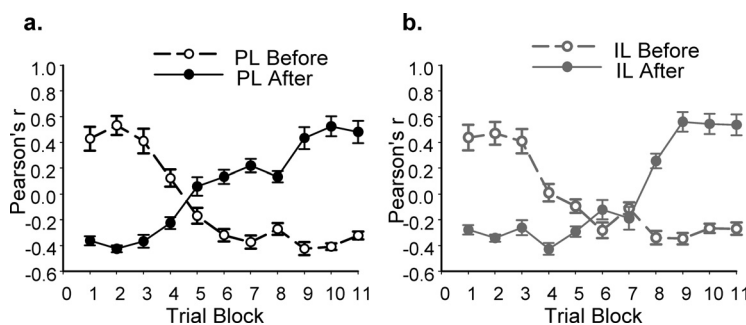 a.
PL Before
PL After
Pearson's r
1.0
0.8
0.6
0.4
0.2
0.0
-0.2
-0.4
-0.6
0 1 2 3 4 5 6 7 8 9 10 11
Trial Block
b.
IL Before
IL After
Pearson's r
1.0
0.8
0.6
0.4
0.2
0.0
-0.2
-0.4
-0.6
0 1 2 3 4 5 6 7 8 9 10 11
Trial Block